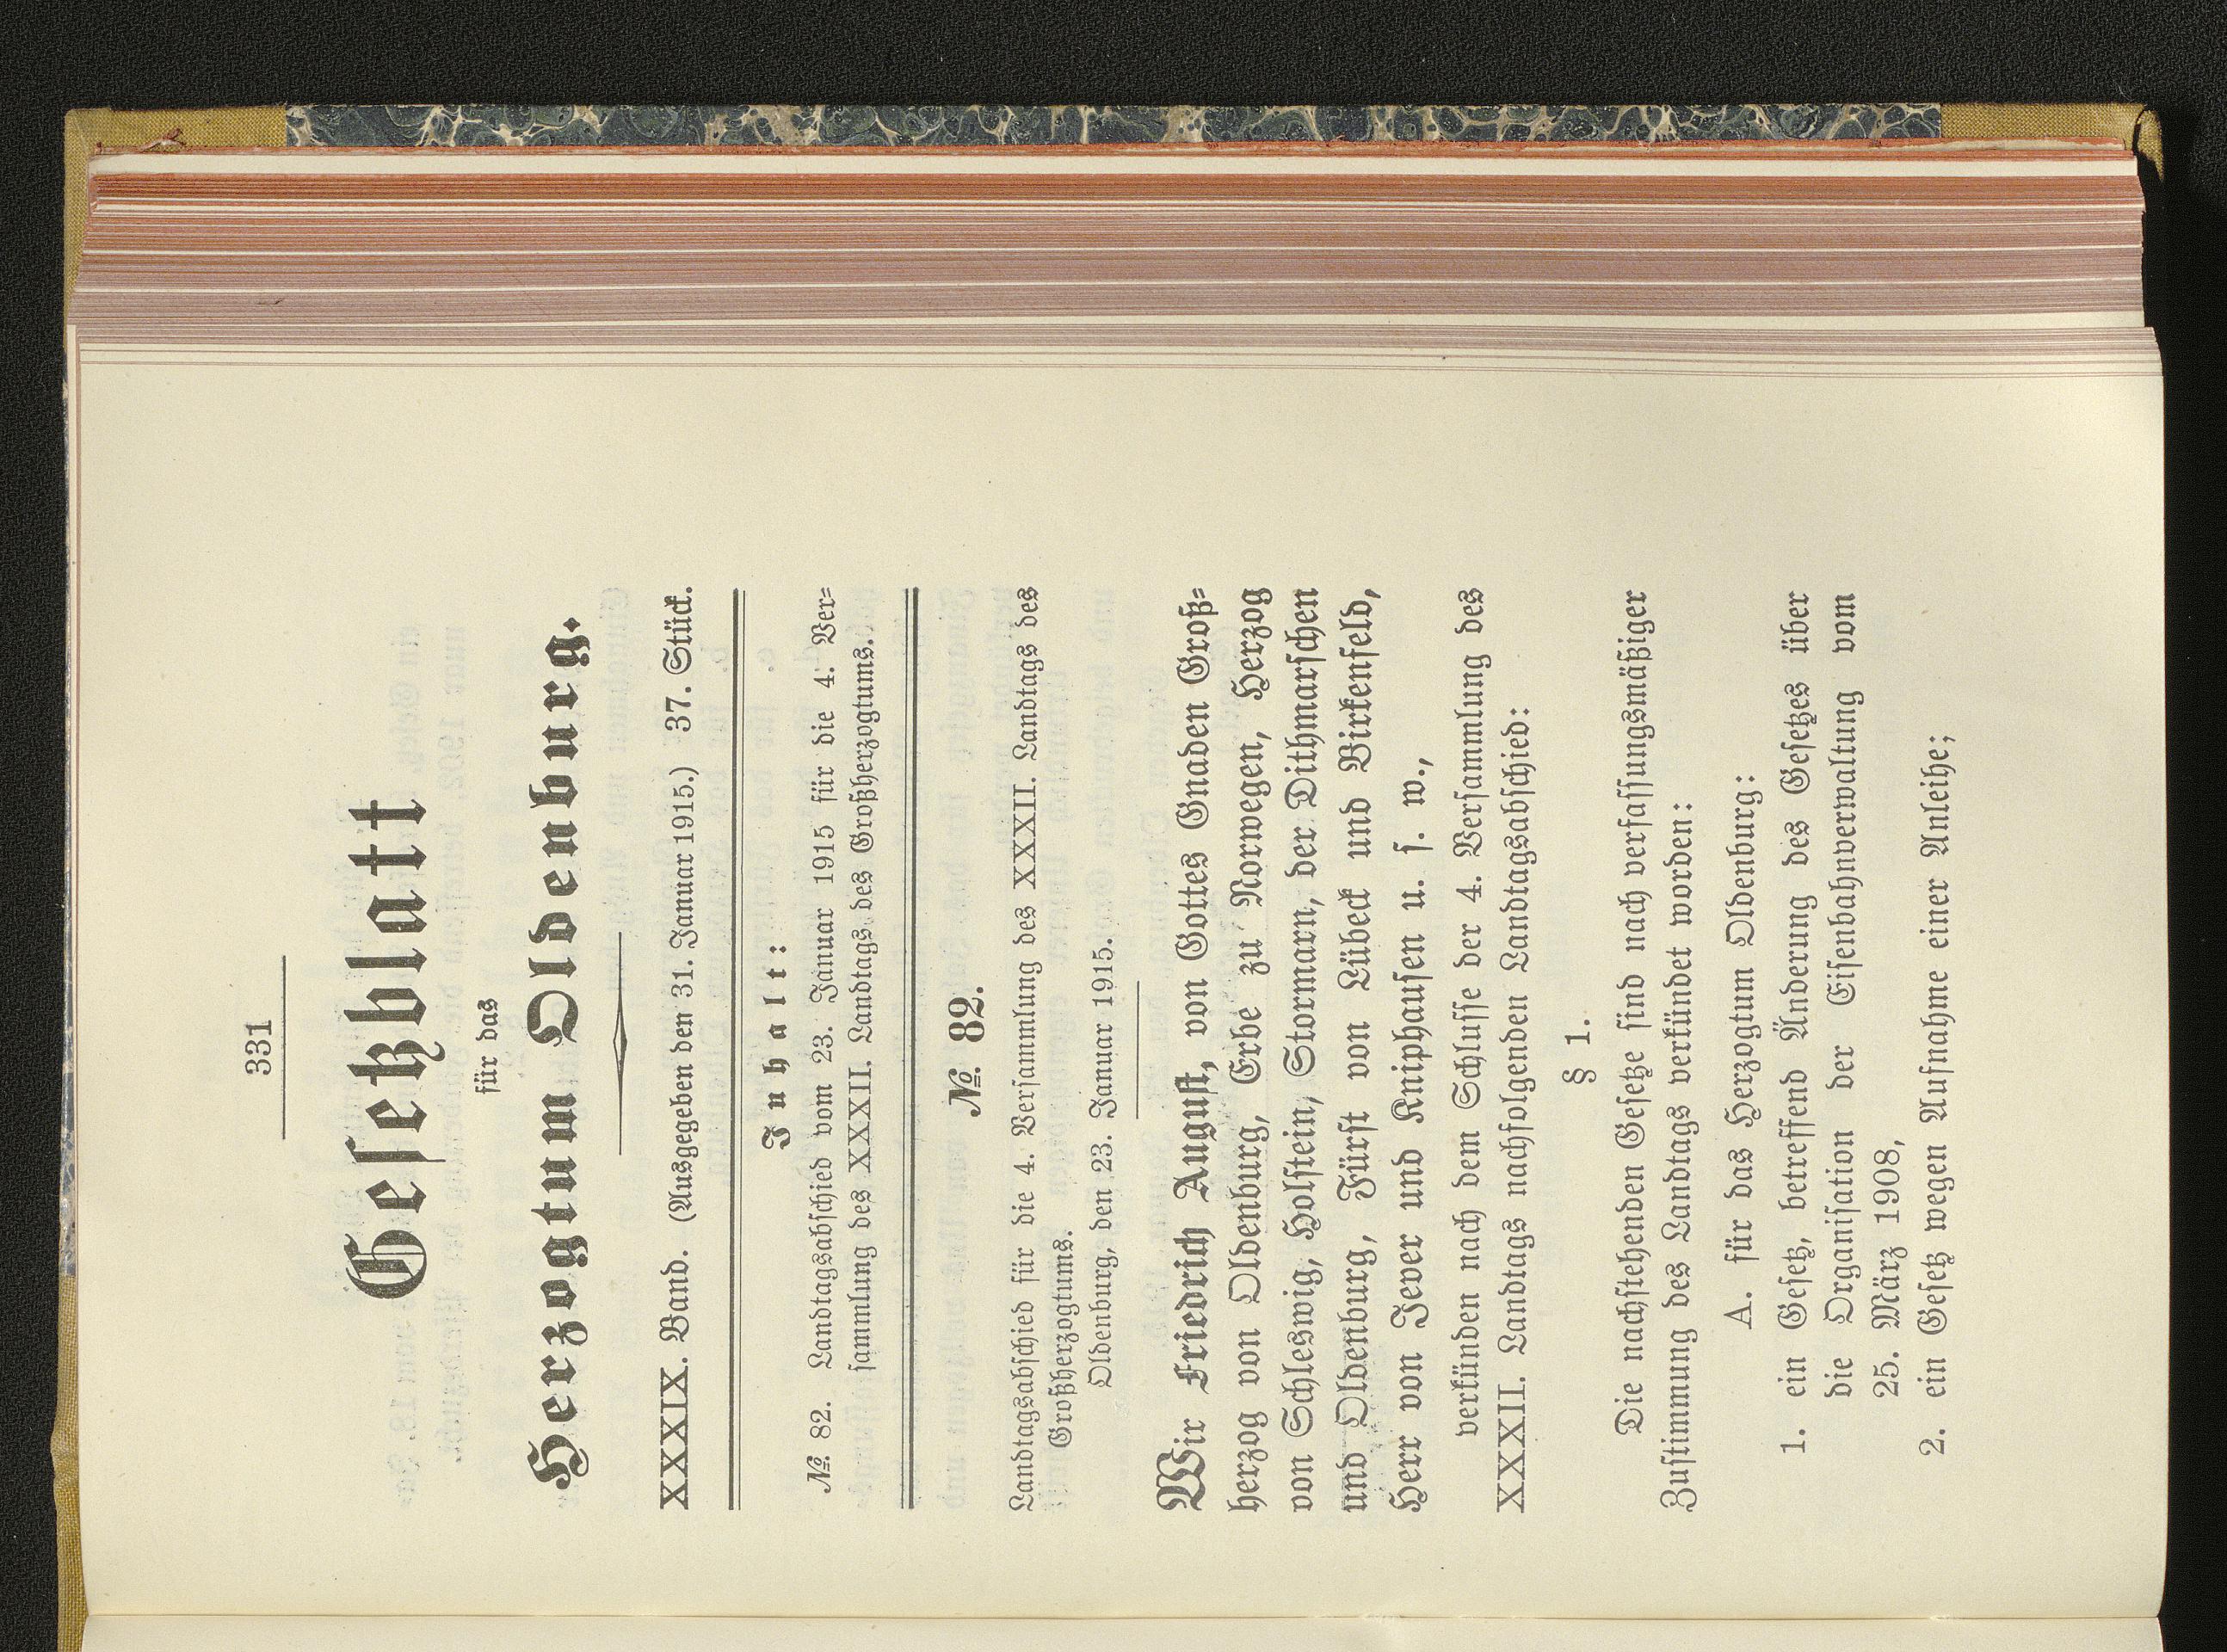 331
Gesetzblatt
für das
Herzogtum Oldenburg.
XXXIX. Band. (Ausgegeben den 31. Januar 1915.) 37. Stück.
Inhalt:
№ 82. Landtagsabschied vom 23. Januar 1915 für die 4. Ver-
sammlung des XXXII. Landtags des Großherzogtums.
№ 82.
Landtagsabschied für die 4. Versammlung des XXXII. Landtags des
Großherzogtums.
Oldenburg, den 23. Januar 1915.
Wir Friedrich August, von Gottes Gnaden Groß-
herzog von Oldenburg, Erbe zu Norwegen, Herzog
von Schleswig, Holstein, Stormarn, der Dithmarschen
und Oldenburg, Fürst von Lübeck und Birkenfeld,
Herr von Jever und Kniphausen u. s. w.,
verkünden nach dem Schlusse der 4. Versammlung des
XXXII. Landtags nachfolgenden Landtagsabschied:
§ 1.
Die nachstehenden Gesetze sind nach verfassungsmäßiger
Zustimmung des Landtags verkündet worden:
A. für das Herzogtum Oldenburg:
1. ein Gesetz, betreffend Änderung des Gesetzes über
die Organisation der Eisenbahnverwaltung vom
25. März 1908,
2. ein Gesetz wegen Aufnahme einer Anleihe;